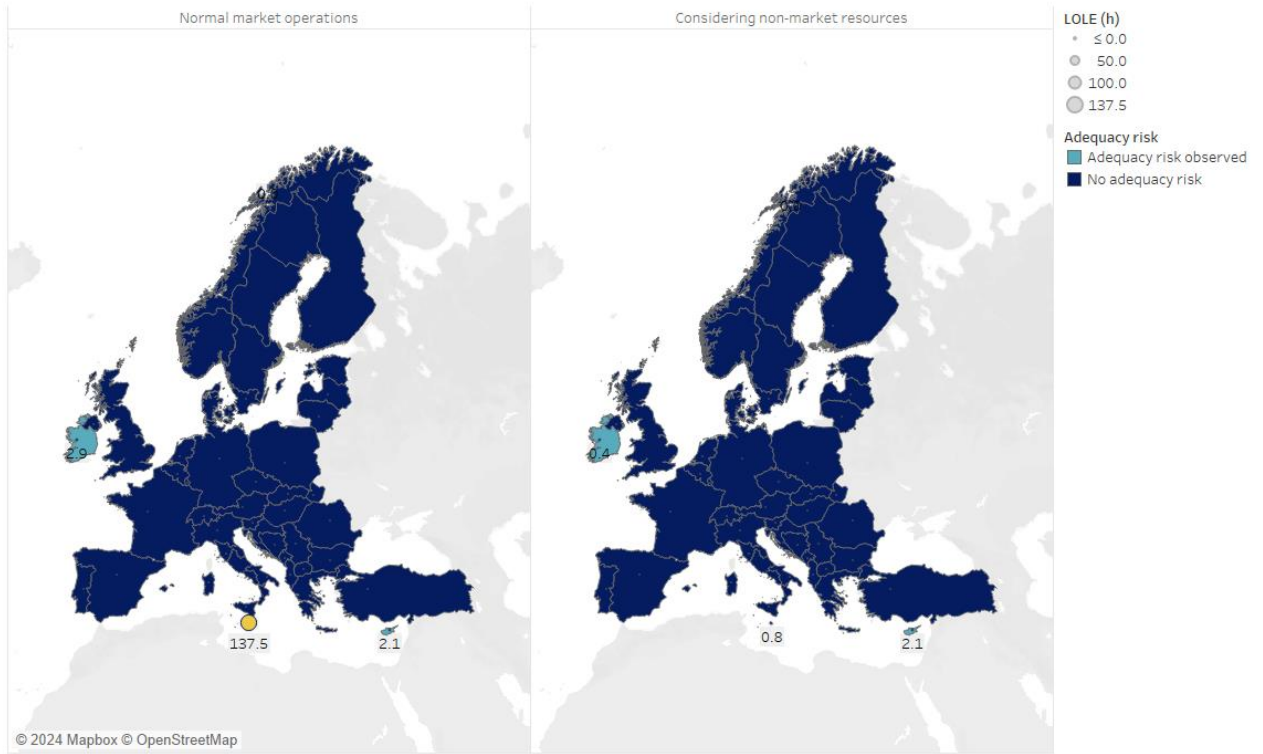 Normal market operations
Considering non-market resources
LOLE (h)
≤ 0.0
50.0
100.0
137.5
Adequacy risk
Adequacy risk observed
No adequacy risk
2.9
137.5
2.1
0.4
0.8
2.1
© 2024 Mapbox © OpenStreetMap